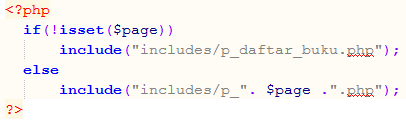 <?php
if(!isset($page))
include("includes/p_daftar_buku.php");
else
include("includes/p_". $page .".php");
?>